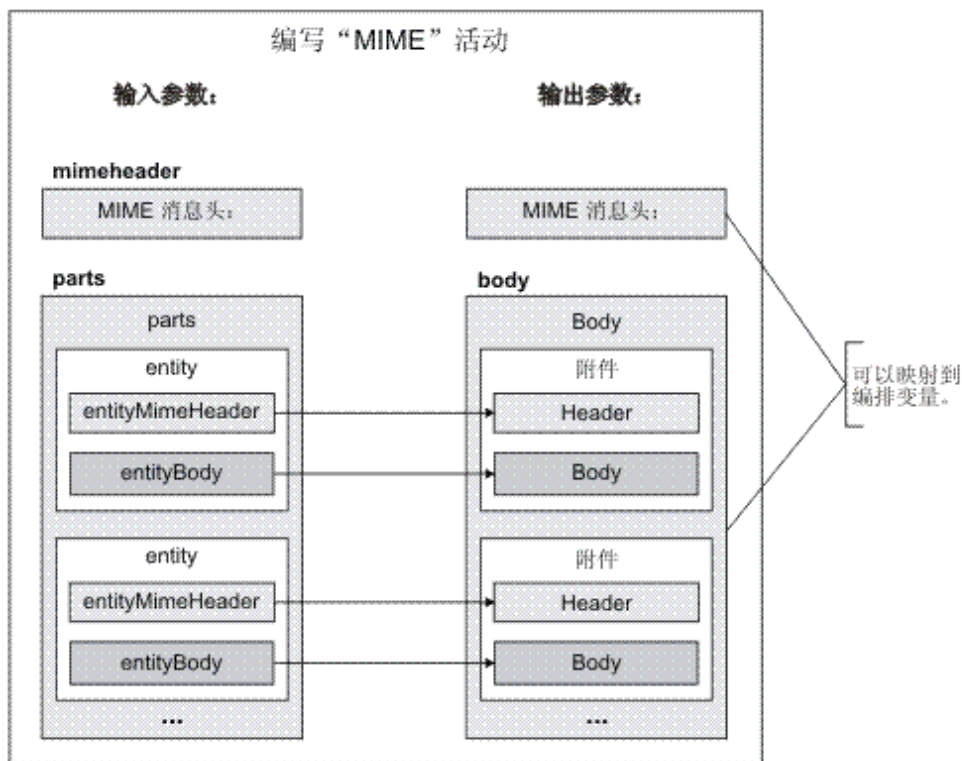 编写“MIME”活动
输入参数：
输出参数：
mimeheader
MIME 消息头：
MIME 消息头：
parts
body
parts
Body
entity
附件
entityMimeHeader
Header
entityBody
Body
entity
附件
entityMimeHeader
Header
entityBody
Body
...
...
可以映射到
编排变量。